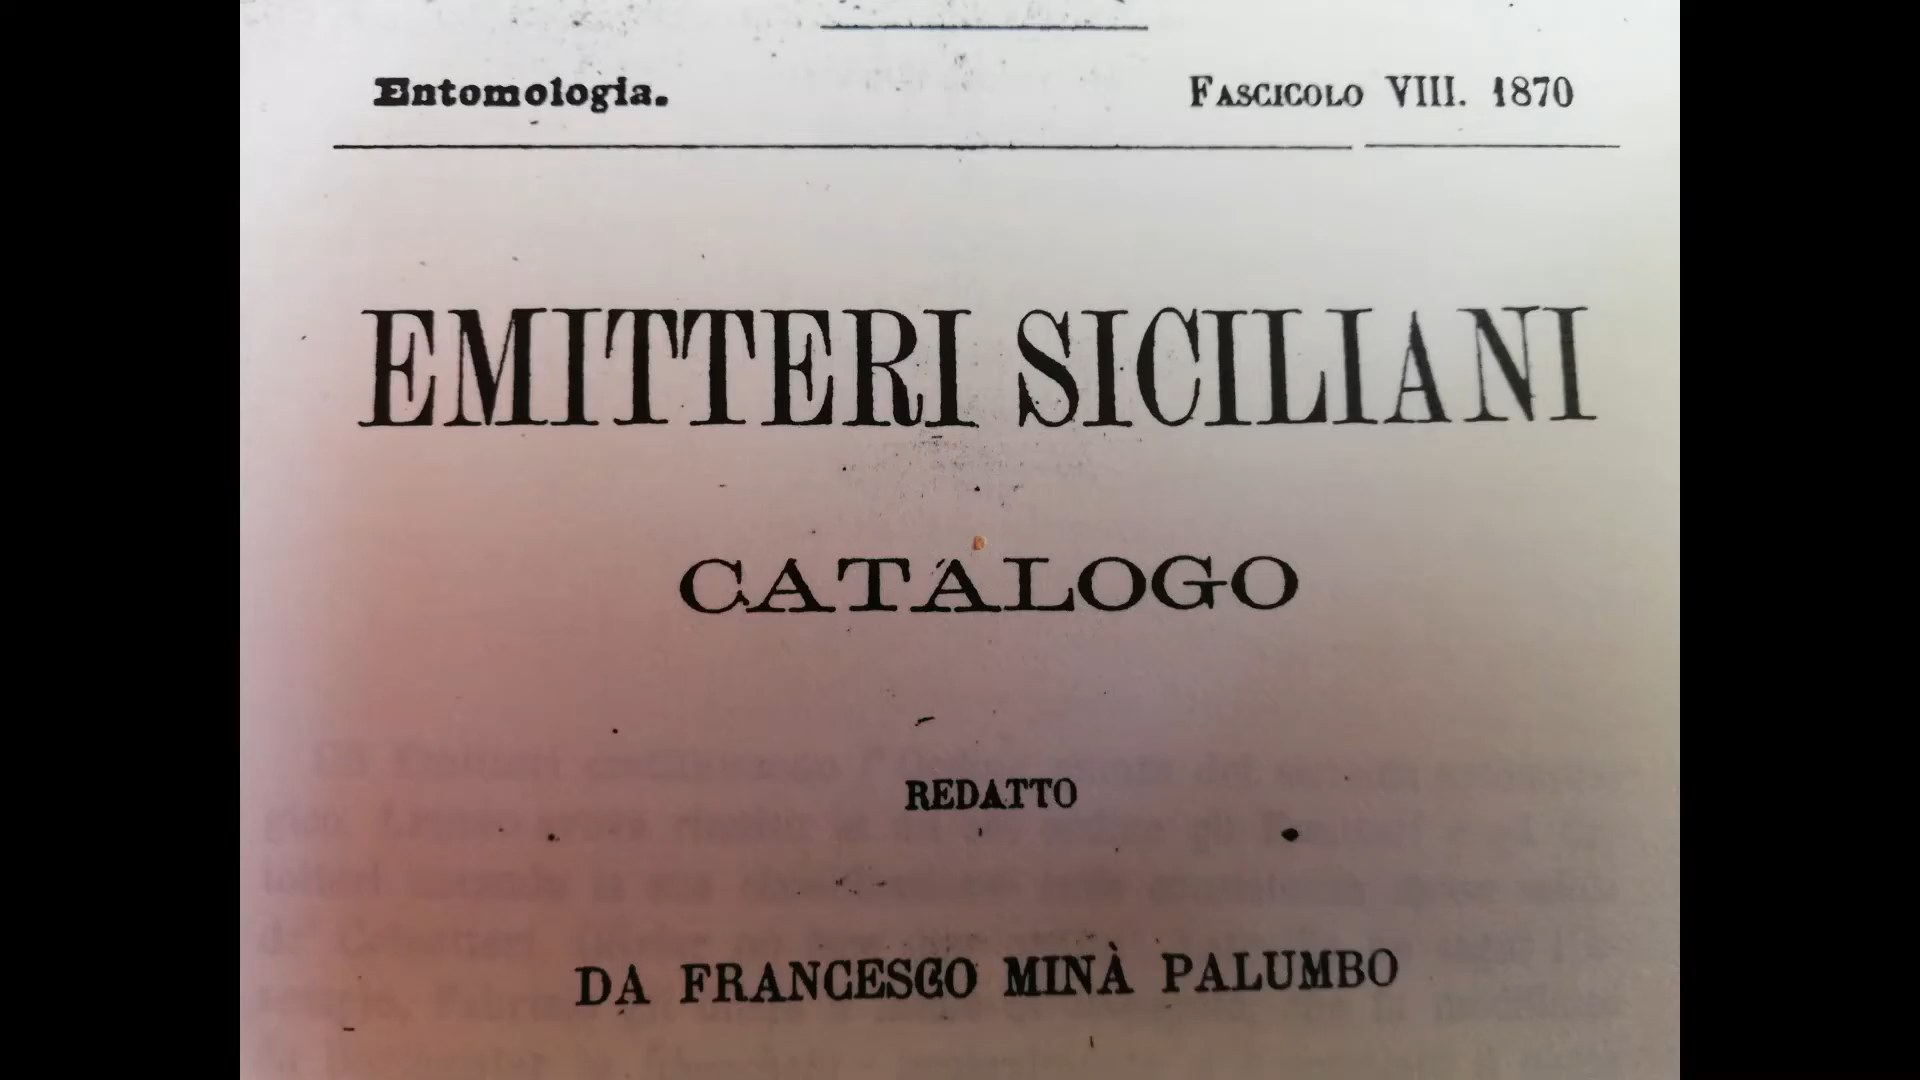 Entomologia. FASCICOLO VIII. 1870
EMITTERI SICILIANI
CATALOGO
REDATTO
DA FRANCESCO MINÀ PALUMBO